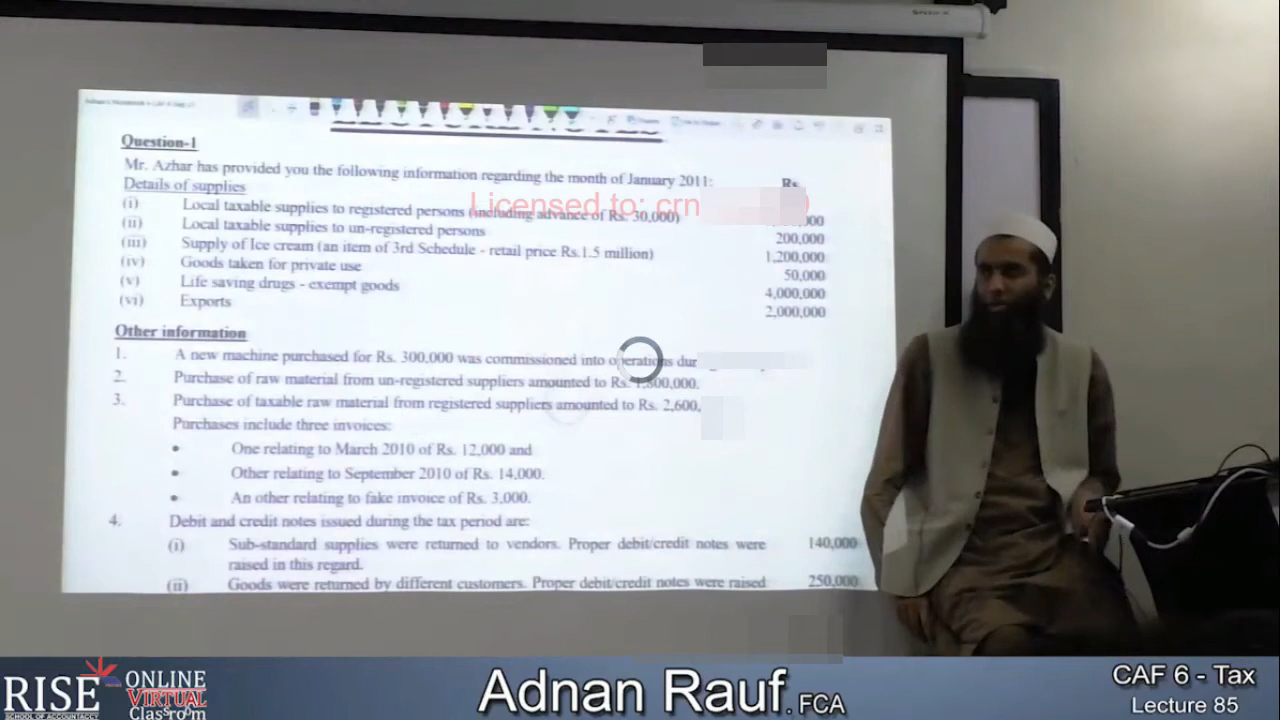 Question-1
Mr. Azhar has provided you the following information regarding the month of January 2011:
Details of supplies Rs.
(i) Local taxable supplies to registered persons (including advance of Rs. 30,000) 000
(ii) Local taxable supplies to un-registered persons 200,000
(iii) Supply of Ice cream (an item of 3rd Schedule - retail price Rs.1.5 million) 1,200,000
(iv) Goods taken for private use 50,000
(v) Life saving drugs - exempt goods 4,000,000
(vi) Exports 2,000,000
Licensed to: crn
Other information
1. A new machine purchased for Rs. 300,000 was commissioned into operations
2. Purchase of raw material from un-registered suppliers amounted to Rs.
3. Purchase of taxable raw material from registered suppliers amounted to Rs. 2,600,
Purchases include three invoices:
• One relating to March 2010 of Rs. 12,000 and
• Other relating to September 2010 of Rs. 14,000.
• An other relating to fake invoice of Rs. 3,000.
4. Debit and credit notes issued during the tax period are:
(i) Sub-standard supplies were returned to vendors. Proper debit/credit notes were 140,000
raised in this regard.
(ii) Goods were returned by different customers. Proper debit/credit notes were raised 250,000
RISE
SCHOOL OF ACCOUNTANCY
ONLINE
VIRTUAL
Classroom
Adnan Rauf. FCA
CAF 6 - Tax
Lecture 85